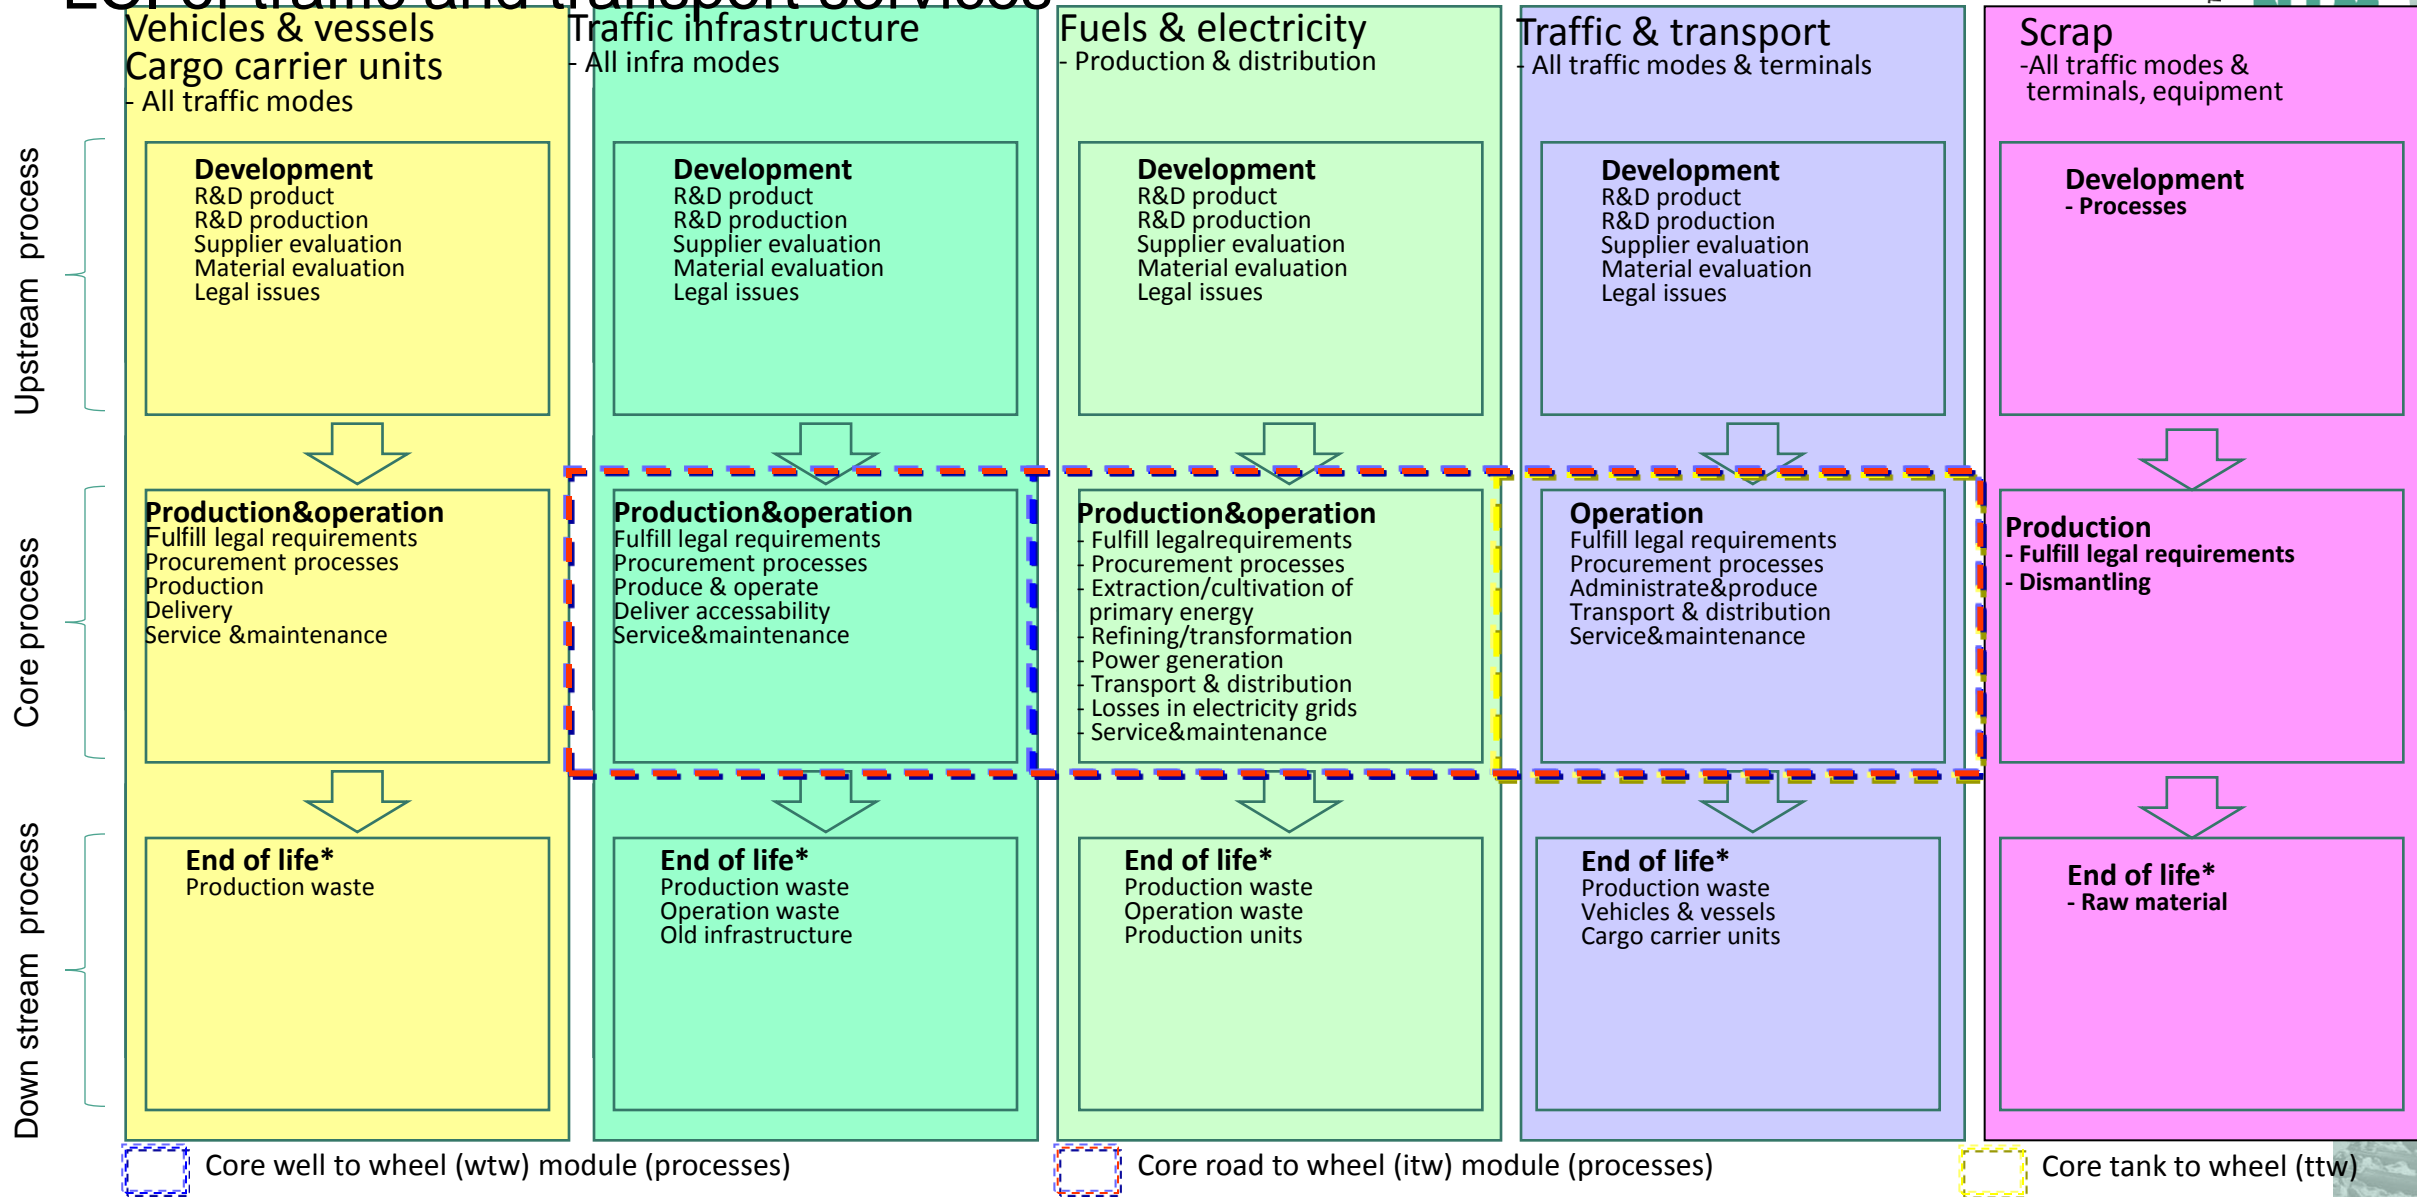 of traffic and transport services
Vehicles & vessels
Cargo carrier units
- All traffic modes
Traffic infrastructure
- All infra modes
Fuels & electricity
- Production & distribution
Traffic & transport
- All traffic modes & terminals
Scrap
-All traffic modes &
terminals, equipment
Upstream process
Development
R&D product
R&D production
Supplier evaluation
Material evaluation
Legal issues
Development
R&D product
R&D production
Supplier evaluation
Material evaluation
Legal issues
Development
R&D product
R&D production
Supplier evaluation
Material evaluation
Legal issues
Development
R&D product
R&D production
Supplier evaluation
Material evaluation
Legal issues
Development
- Processes
Core process
Production&operation
Fulfill legal requirements
Procurement processes
Production
Delivery
Service &maintenance
Production&operation
Fulfill legal requirements
Procurement processes
Produce & operate
Deliver accessability
Service&maintenance
Production&operation
- Fulfill legalrequirements
- Procurement processes
- Extraction/cultivation of
primary energy
- Refining/transformation
- Power generation
- Transport & distribution
- Losses in electricity grids
- Service&maintenance
Operation
Fulfill legal requirements
Procurement processes
Administrate&produce
Transport & distribution
Service&maintenance
Production
- Fulfill legal requirements
- Dismantling
Down stream process
End of life*
Production waste
End of life*
Production waste
Operation waste
Old infrastructure
End of life*
Production waste
Operation waste
Production units
End of life*
Production waste
Vehicles & vessels
Cargo carrier units
End of life*
- Raw material
Core well to wheel (wtw) module (processes)
Core road to wheel (itw) module (processes)
Core tank to wheel (ttw)